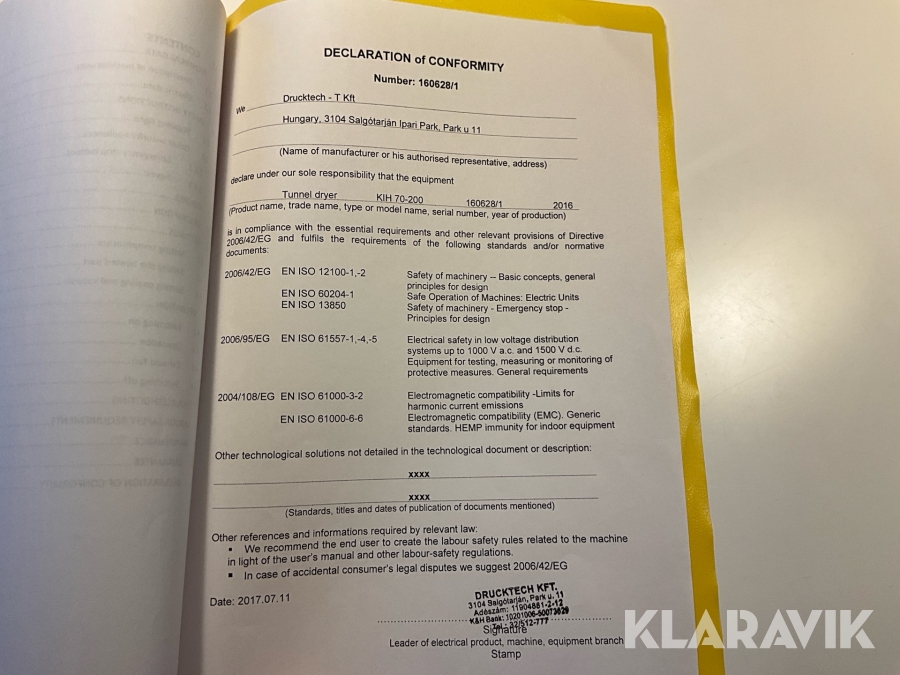 DECLARATION of CONFORMITY
Number: 160628/1
We Drucktech - T Kft
Hungary, 3104 Salgótarján Ipari Park, Park u 11
(Name of manufacturer or his authorised representative, address)
declare under our sole responsibility that the equipment
Tunnel dryer KIH 70-200 160628/1 2016
(Product name, trade name, type or model name, serial number, year of production)
is in compliance with the essential requirements and other relevant provisions of Directive
2006/42/EG and fulfils the requirements of the following standards and/or normative
documents:
2006/42/EG EN ISO 12100-1,-2 Safety of machinery -- Basic concepts, general
principles for design
EN ISO 60204-1 Safe Operation of Machines: Electric Units
EN ISO 13850 Safety of machinery - Emergency stop -
Principles for design
2006/95/EG EN ISO 61557-1,-4,-5 Electrical safety in low voltage distribution
systems up to 1000 V a.c. and 1500 V d.c.
Equipment for testing, measuring or monitoring of
protective measures. General requirements
2004/108/EG EN ISO 61000-3-2 Electromagnetic compatibility -Limits for
harmonic current emissions
EN ISO 61000-6-6 Electromagnetic compatibility (EMC). Generic
standards. HEMP immunity for indoor equipment
Other technological solutions not detailed in the technological document or description:
xxxx
xxxx
(Standards, titles and dates of publication of documents mentioned)
Other references and informations required by relevant law:
▪ We recommend the end user to create the labour safety rules related to the machine
in light of the user's manual and other labour-safety regulations.
▪ In case of accidental consumer's legal disputes we suggest 2006/42/EG
Date: 2017.07.11
DRUCKTECH KFT.
3104 Salgótarján, Park u. 11
Adószám: 11904881-2-12
K&H Bank: 10201006-50073629
Tel.: 32/512-777
Signature
Leader of electrical product, machine, equipment branch
Stamp
KLARAVIK